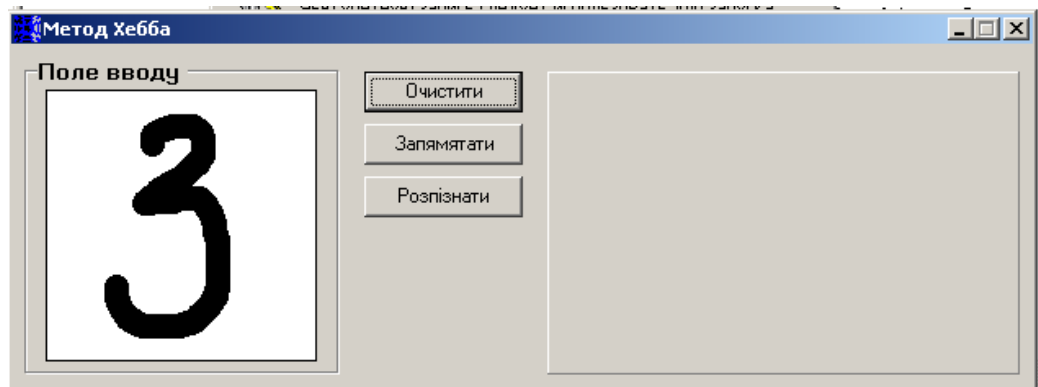 Метод Хебба
Поле вводу
3
Очистити
Запямятати
Розпізнати